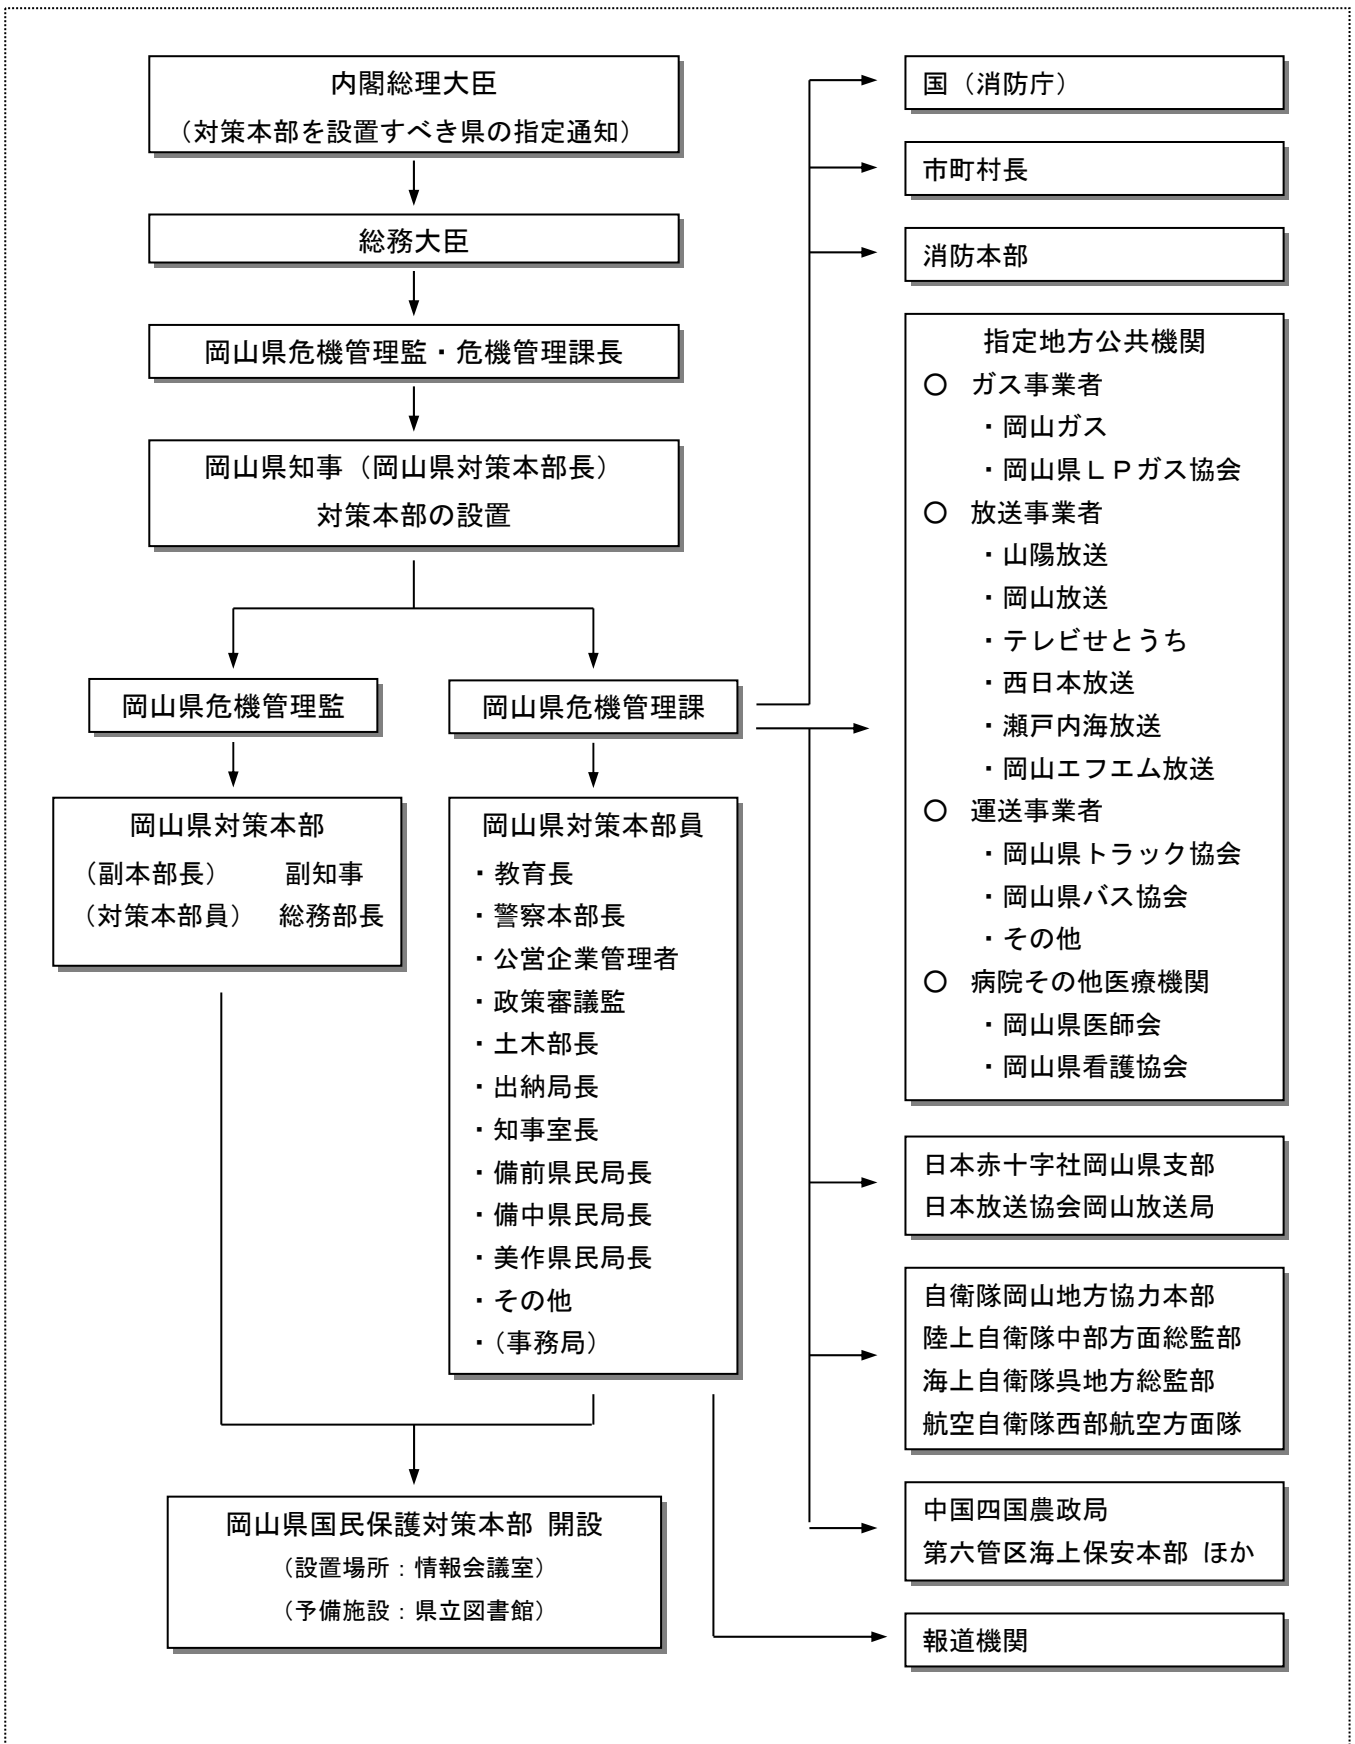 内閣総理大臣
（対策本部を設置すべき県の指定通知）
総務大臣
岡山県危機管理監・危機管理課長
岡山県知事（岡山県対策本部長）
対策本部の設置
岡山県危機管理監
岡山県危機管理課
岡山県対策本部
（副本部長）　　副知事
（対策本部員）　総務部長
岡山県対策本部員
・教育長
・警察本部長
・公営企業管理者
・政策審議監
・土木部長
・出納局長
・知事室長
・備前県民局長
・備中県民局長
・美作県民局長
・その他
・（事務局）
岡山県国民保護対策本部 開設
（設置場所：情報会議室）
（予備施設：県立図書館）
国（消防庁）
市町村長
消防本部
指定地方公共機関
○　ガス事業者
・岡山ガス
・岡山県ＬＰガス協会
○　放送事業者
・山陽放送
・岡山放送
・テレビせとうち
・西日本放送
・瀬戸内海放送
・岡山エフエム放送
○　運送事業者
・岡山県トラック協会
・岡山県バス協会
・その他
○　病院その他医療機関
・岡山県医師会
・岡山県看護協会
日本赤十字社岡山県支部
日本放送協会岡山放送局
自衛隊岡山地方協力本部
陸上自衛隊中部方面総監部
海上自衛隊呉地方総監部
航空自衛隊西部航空方面隊
中国四国農政局
第六管区海上保安本部 ほか
報道機関